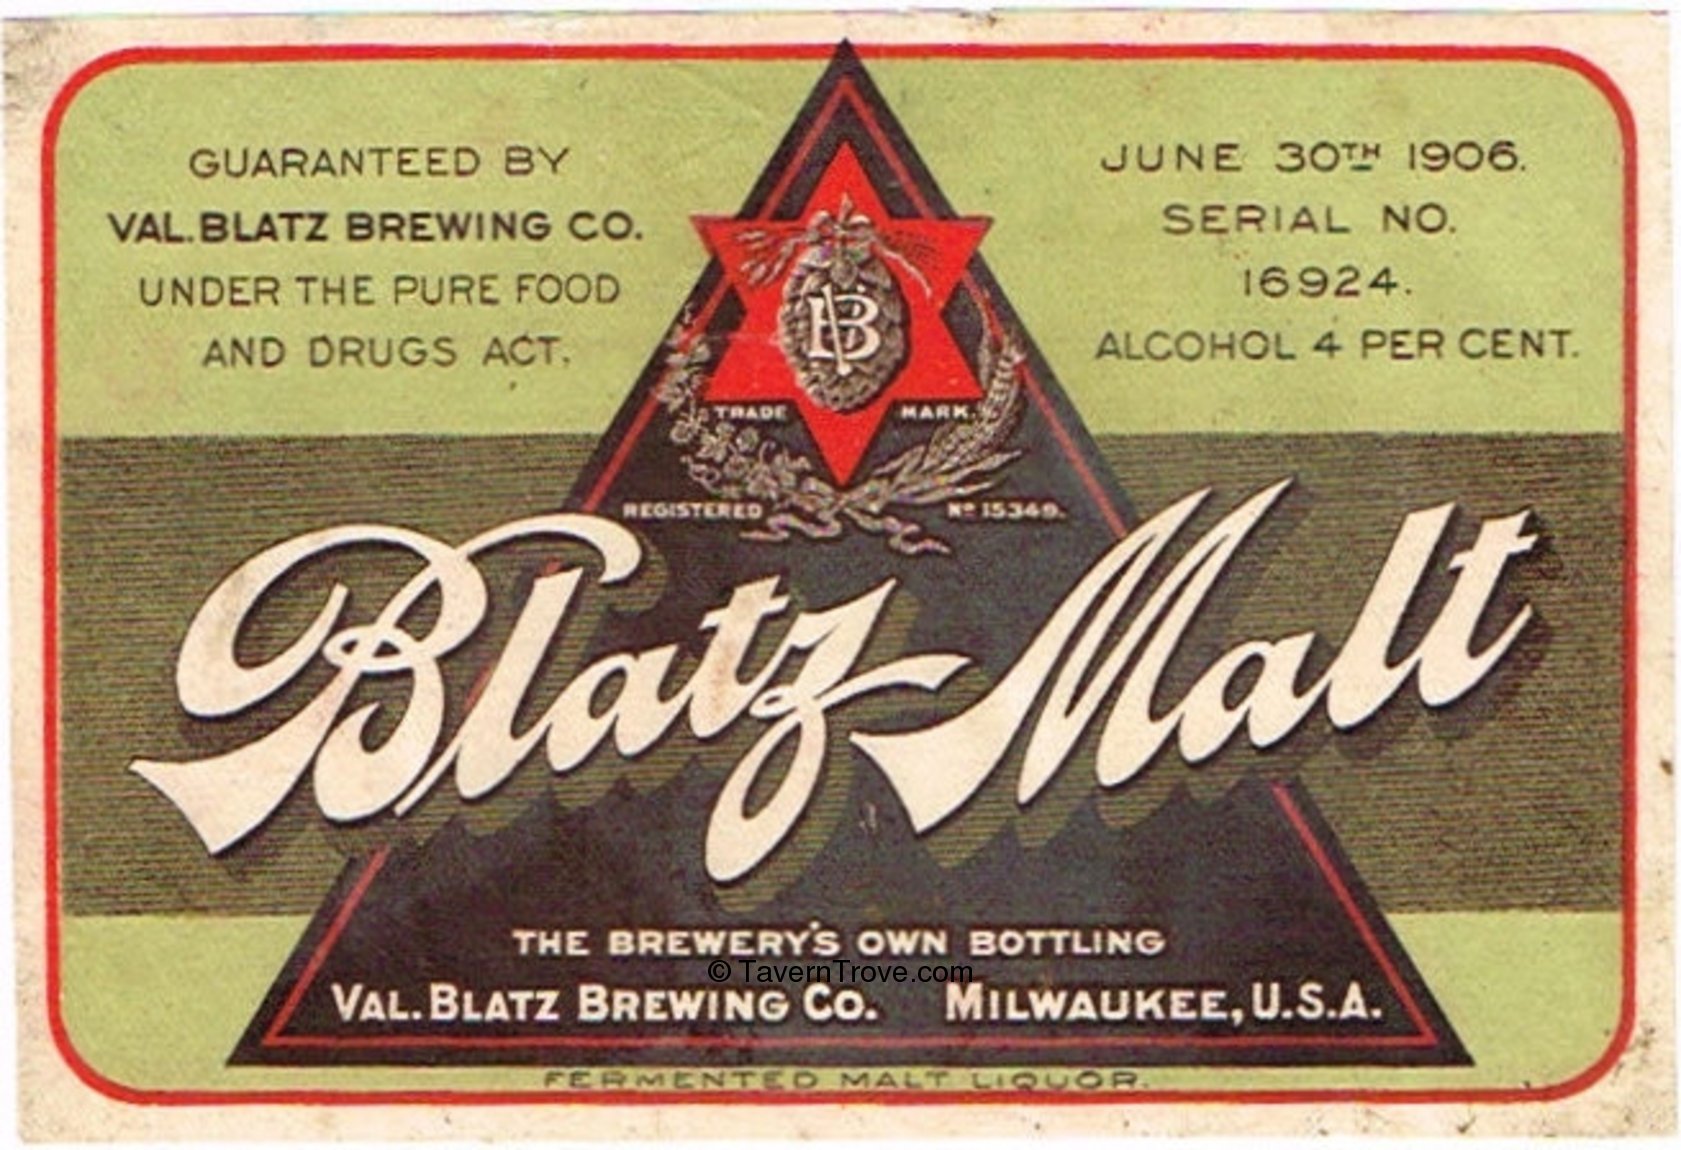 GUARANTEED BY
VAL. BLATZ BREWING CO.
UNDER THE PURE FOOD
AND DRUGS ACT.
JUNE 30TH 1906.
SERIAL NO.
16924.
ALCOHOL 4 PER CENT.
VB
TRADE MARK.
REGISTERED No 15349.
Blatz Malt
THE BREWERY'S OWN BOTTLING
© TavernTrove.com
VAL. BLATZ BREWING CO. MILWAUKEE, U.S.A.
FERMENTED MALT LIQUOR.